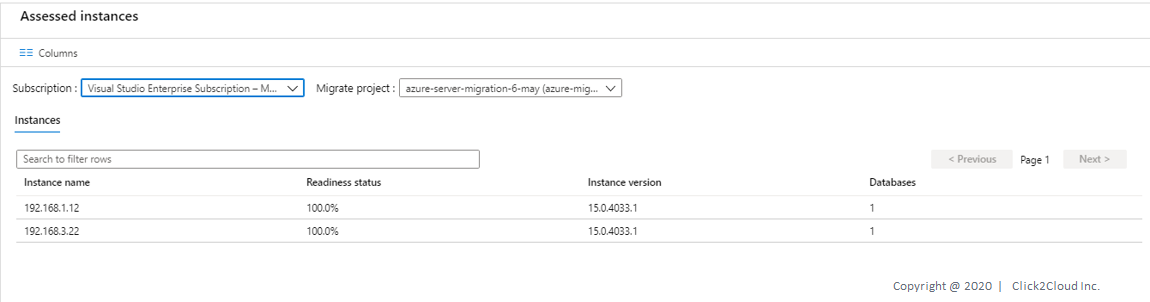 Assessed instances
Columns
Subscription : Visual Studio Enterprise Subscription – M... Migrate project : azure-server-migration-6-may (azure-mig...
Instances
Search to filter rows < Previous Page 1 Next >
Instance name Readiness status Instance version Databases
192.168.1.12 100.0% 15.0.4033.1 1
192.168.3.22 100.0% 15.0.4033.1 1
Copyright @ 2020 | Click2Cloud Inc.